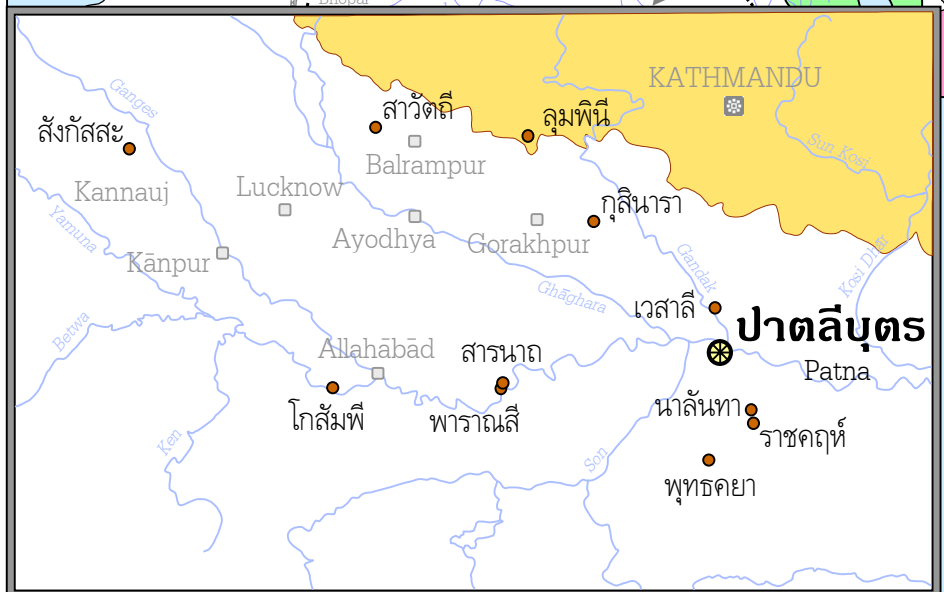 Bhopal
KATHMANDU
สาวัตถี
ลุมพินี
Ganges
สังกัสสะ
Balrampur
Sun Kosi
Kannauj
Lucknow
กุสินารา
Yamuna
Ayodhya
Gorakhpur
Kānpur
Gandak
Kosi Dhār
Ghāghara
เวสาลี
ปาตลีบุตร
Betwa
Allahābād
สารนาถ
Patna
โกสัมพี
พาราณสี
นาลันทา
ราชคฤห์
Ken
Son
พุทธคยา